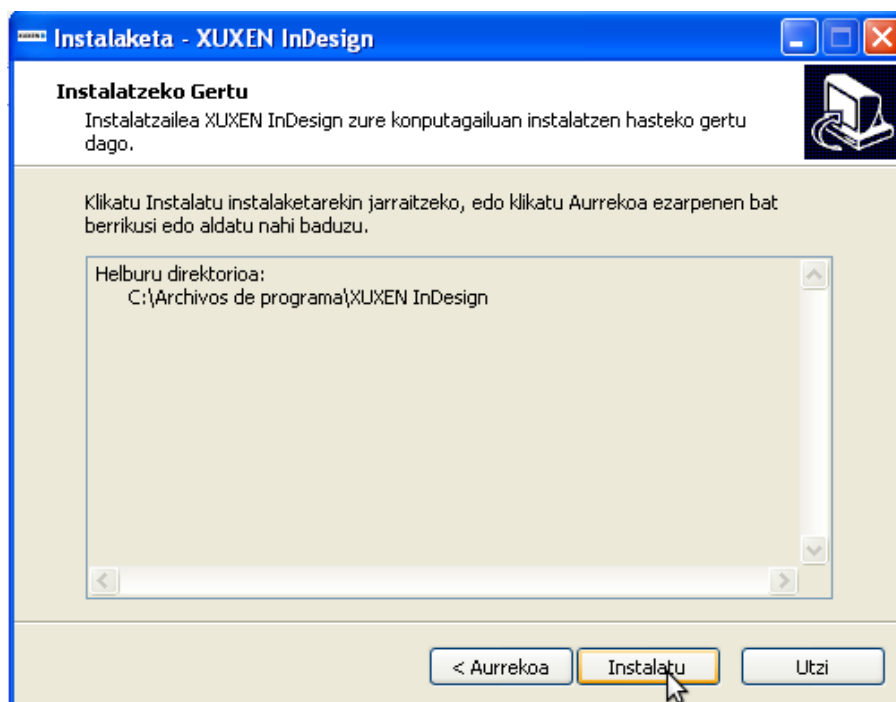 Instalaketa - XUXEN InDesign
Instalatzeko Gertu
Instalatzailea XUXEN InDesign zure konputagailuan instalatzen hasteko gertu
dago.
Klikatu Instalatu instalaketarekin jarraitzeko, edo klikatu Aurrekoa ezarpenen bat
berrikusi edo aldatu nahi baduzu.
Helburu direktorioa:
C:\Archivos de programa\XUXEN InDesign
< Aurrekoa
Instalatu
Utzi